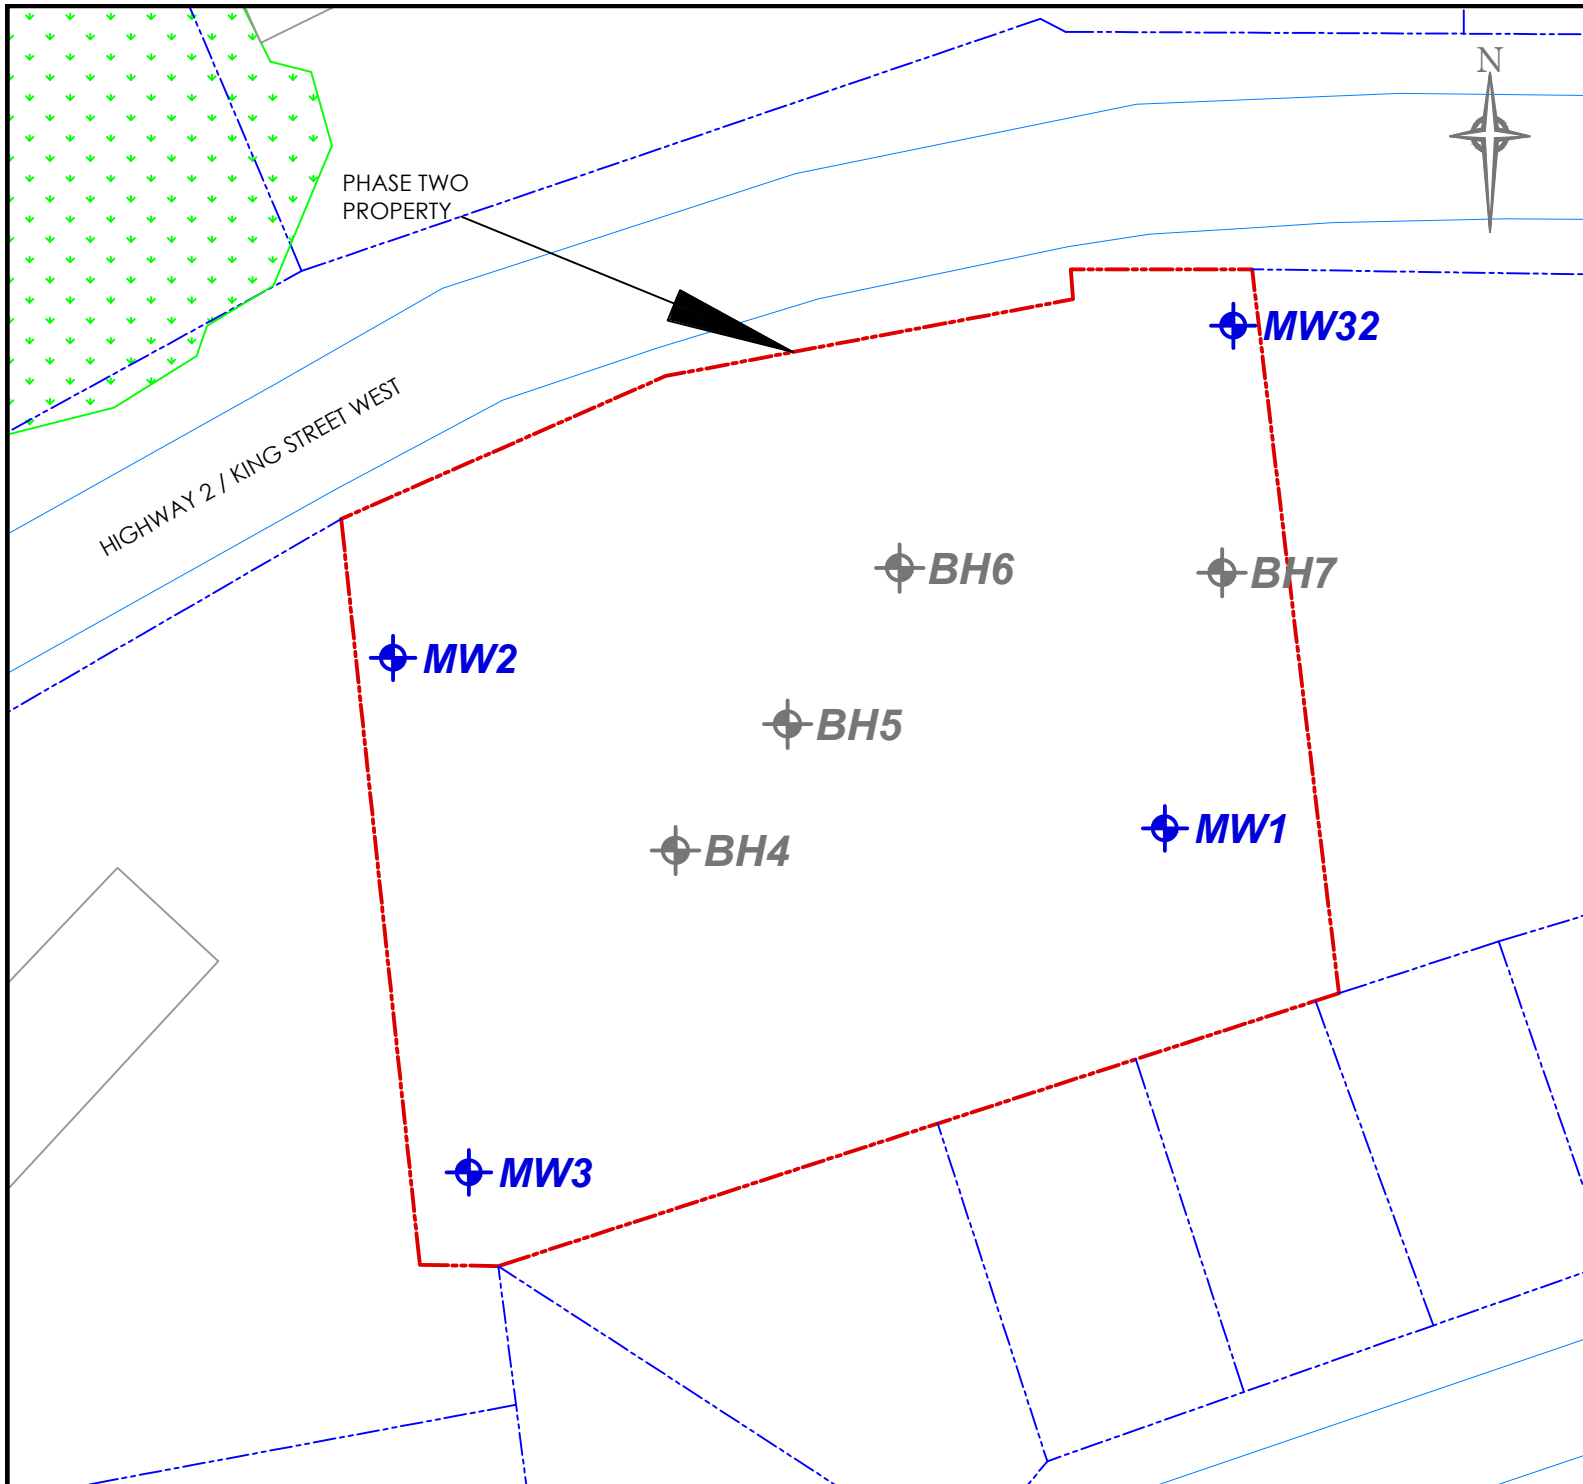 N
PHASE TWO
PROPERTY
MW32
HIGHWAY 2 / KING STREET WEST
BH6
BH7
MW2
BH5
MW1
BH4
MW3